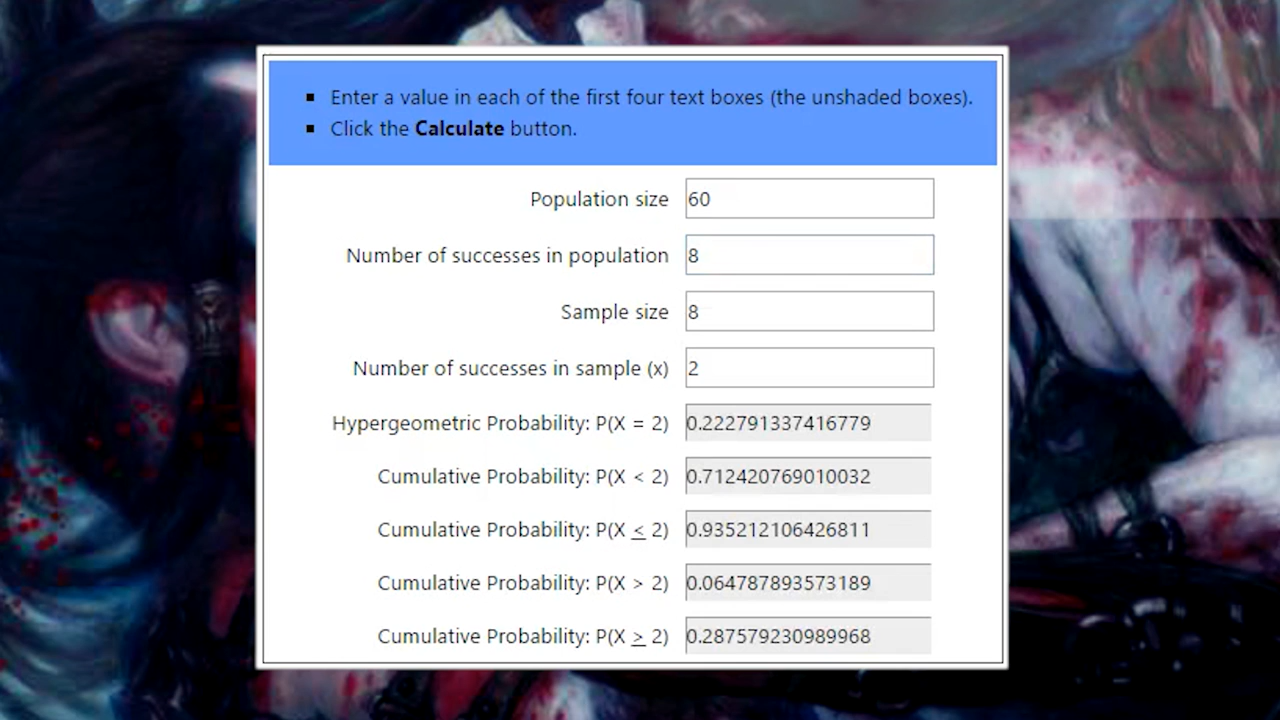 Enter a value in each of the first four text boxes (the unshaded boxes).
Click the Calculate button.
Population size 60
Number of successes in population 8
Sample size 8
Number of successes in sample (x) 2
Hypergeometric Probability: P(X = 2) 0.222791337416779
Cumulative Probability: P(X < 2) 0.712420769010032
Cumulative Probability: P(X ≤ 2) 0.935212106426811
Cumulative Probability: P(X > 2) 0.064787893573189
Cumulative Probability: P(X ≥ 2) 0.287579230989968